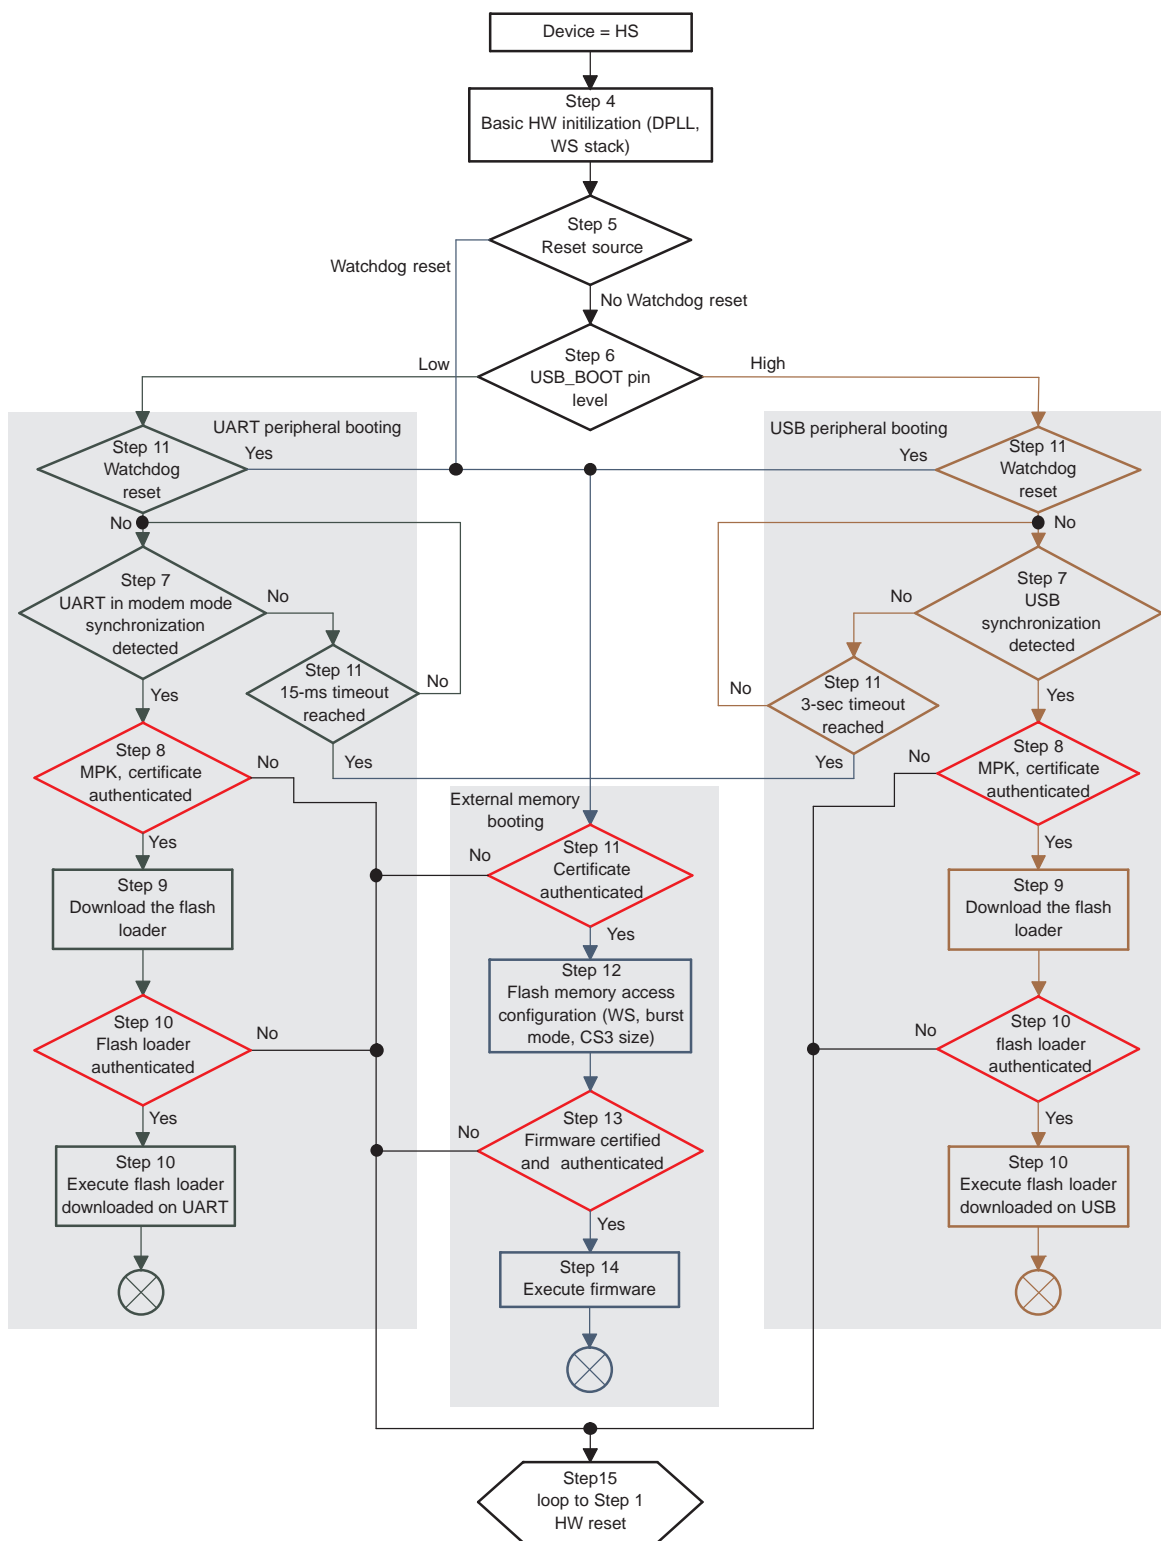 Device = HS
Step 4
Basic HW initilization (DPLL,
WS stack)
Step 5
Reset source
Watchdog reset
No Watchdog reset
Step 6
USB_BOOT pin
level
Low
High
UART peripheral booting
Step 11
Watchdog
reset
Yes
No
Step 7
UART in modem mode
synchronization
detected
No
Step 11
15-ms timeout
reached
No
Yes
Yes
Step 8
MPK, certificate
authenticated
No
Yes
Step 9
Download the flash
loader
Step 10
Flash loader
authenticated
No
Yes
Step 10
Execute flash loader
downloaded on UART
USB peripheral booting
Step 11
Watchdog
reset
Yes
No
Step 7
USB
synchronization
detected
No
Step 11
3-sec timeout
reached
No
Yes
Yes
Step 8
MPK, certificate
authenticated
No
Yes
Step 9
Download the flash
loader
Step 10
flash loader
authenticated
No
Yes
Step 10
Execute flash loader
downloaded on USB
External memory
booting
Step 11
Certificate
authenticated
No
Yes
Step 12
Flash memory access
configuration (WS, burst
mode, CS3 size)
Step 13
Firmware certified
and authenticated
No
Yes
Step 14
Execute firmware
Step15
loop to Step 1
HW reset